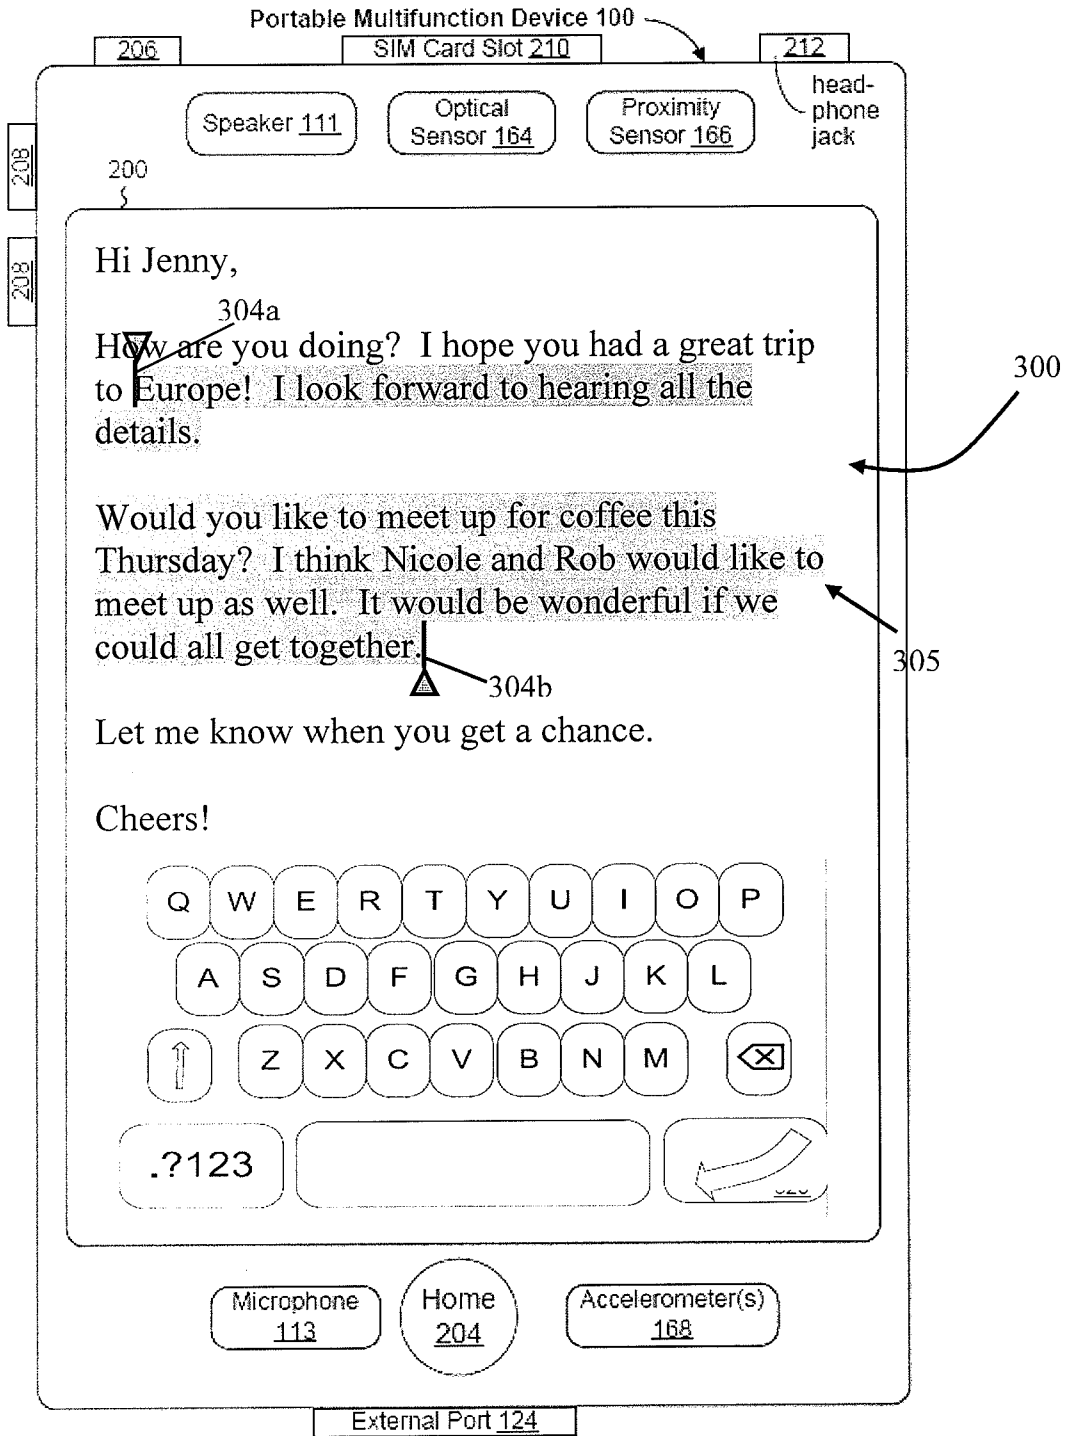 Portable Multifunction Device 100
206
SIM Card Slot 210
212
head-
phone
jack
Speaker 111
Optical
Sensor 164
Proximity
Sensor 166
208
200
208
Hi Jenny,
304a
How are you doing? I hope you had a great trip
to Europe! I look forward to hearing all the
details.
300
Would you like to meet up for coffee this
Thursday? I think Nicole and Rob would like to
meet up as well. It would be wonderful if we
could all get together.
305
304b
Let me know when you get a chance.
Cheers!
Q W E R T Y U I O P
A S D F G H J K L
Z X C V B N M
.?123
Microphone
113
Home
204
Accelerometer(s)
168
External Port 124